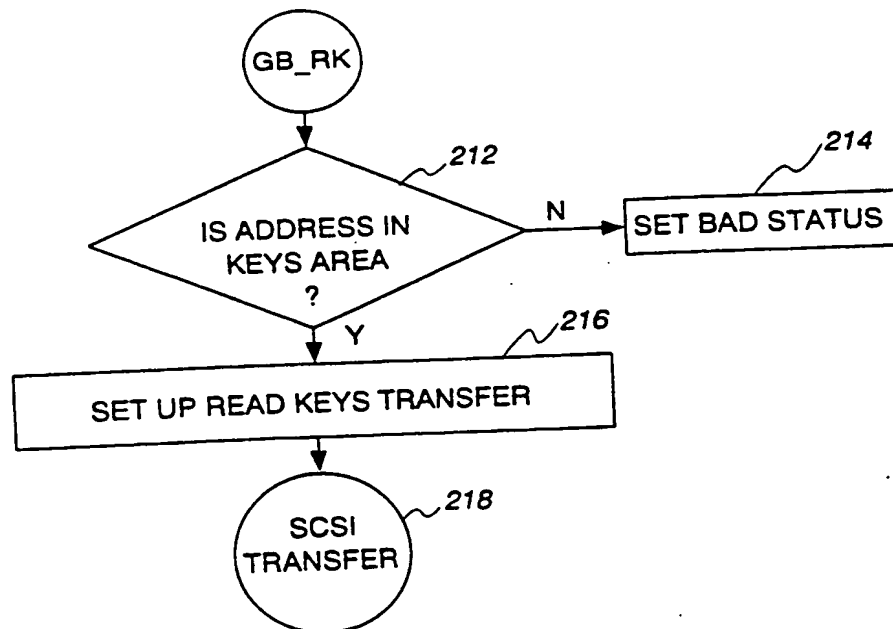 GB_RK
212
IS ADDRESS IN
KEYS AREA
?
N
214
SET BAD STATUS
Y
216
SET UP READ KEYS TRANSFER
SCSI
TRANSFER
218